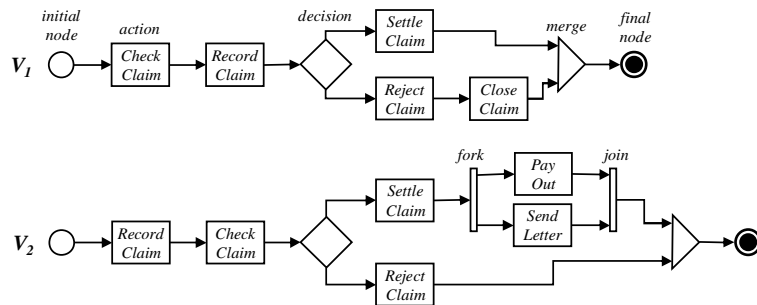 initial
node
action
decision
Settle
Claim
merge
final
node
V1
Check
Claim
Record
Claim
Reject
Claim
Close
Claim
fork
Pay
Out
join
Settle
Claim
Send
Letter
V2
Record
Claim
Check
Claim
Reject
Claim